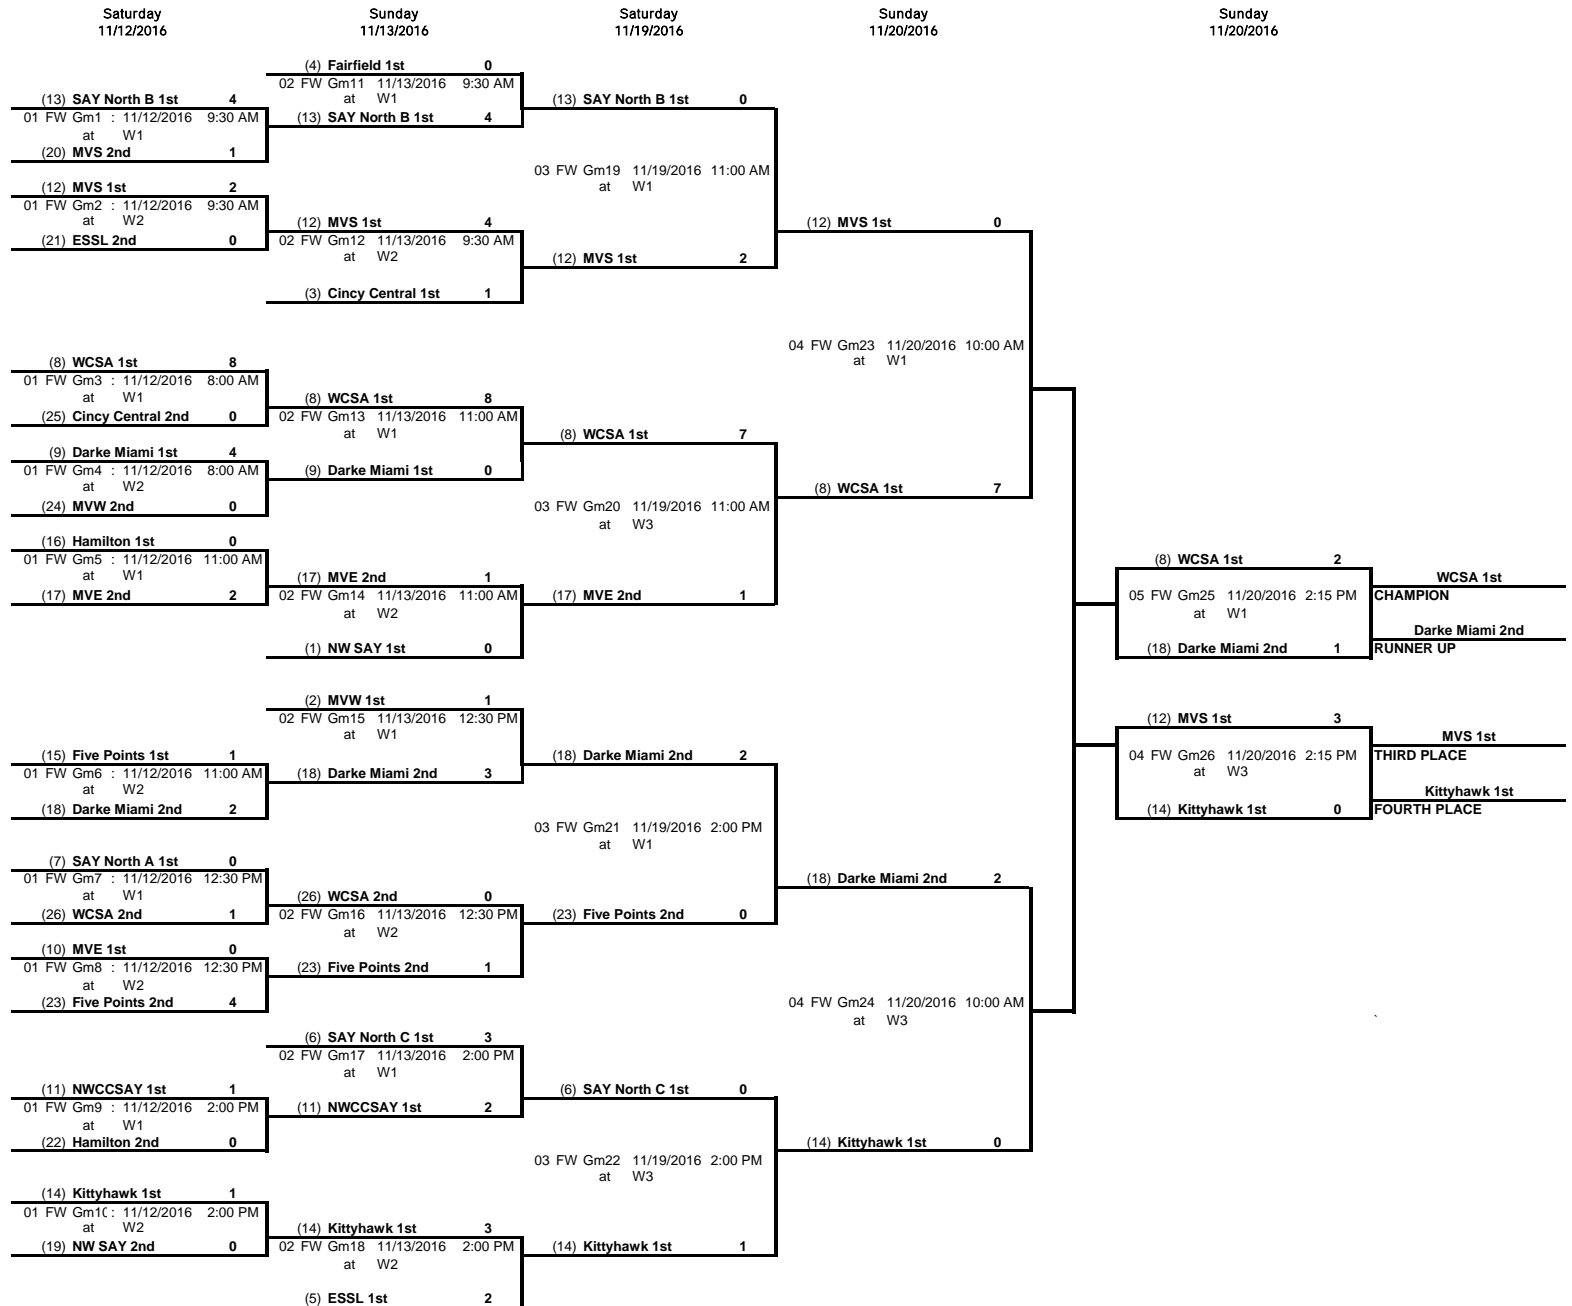 Saturday
11/12/2016
Sunday
11/13/2016
Saturday
11/19/2016
Sunday
11/20/2016
Sunday
11/20/2016
(13) SAY North B 1st 4
01 FW Gm1 : 11/12/2016 9:30 AM
at W1
(20) MVS 2nd 1
(12) MVS 1st 2
01 FW Gm2 : 11/12/2016 9:30 AM
at W2
(21) ESSL 2nd 0
(8) WCSA 1st 8
01 FW Gm3 : 11/12/2016 8:00 AM
at W1
(25) Cincy Central 2nd 0
(9) Darke Miami 1st 4
01 FW Gm4 : 11/12/2016 8:00 AM
at W2
(24) MVW 2nd 0
(16) Hamilton 1st 0
01 FW Gm5 : 11/12/2016 11:00 AM
at W1
(17) MVE 2nd 2
(15) Five Points 1st 1
01 FW Gm6 : 11/12/2016 11:00 AM
at W2
(18) Darke Miami 2nd 2
(7) SAY North A 1st 0
01 FW Gm7 : 11/12/2016 12:30 PM
at W1
(26) WCSA 2nd 1
(10) MVE 1st 0
01 FW Gm8 : 11/12/2016 12:30 PM
at W2
(23) Five Points 2nd 4
(11) NWCCSAY 1st 1
01 FW Gm9 : 11/12/2016 2:00 PM
at W1
(22) Hamilton 2nd 0
(14) Kittyhawk 1st 1
01 FW Gm10 : 11/12/2016 2:00 PM
at W2
(19) NW SAY 2nd 0
(4) Fairfield 1st 0
02 FW Gm11 11/13/2016 9:30 AM
at W1
(13) SAY North B 1st 4
(12) MVS 1st 4
02 FW Gm12 11/13/2016 9:30 AM
at W2
(3) Cincy Central 1st 1
(8) WCSA 1st 8
02 FW Gm13 11/13/2016 11:00 AM
at W1
(9) Darke Miami 1st 0
(17) MVE 2nd 1
02 FW Gm14 11/13/2016 11:00 AM
at W2
(1) NW SAY 1st 0
(2) MVW 1st 1
02 FW Gm15 11/13/2016 12:30 PM
at W1
(18) Darke Miami 2nd 3
(26) WCSA 2nd 0
02 FW Gm16 11/13/2016 12:30 PM
at W2
(23) Five Points 2nd 1
(6) SAY North C 1st 3
02 FW Gm17 11/13/2016 2:00 PM
at W1
(11) NWCCSAY 1st 2
(14) Kittyhawk 1st 3
02 FW Gm18 11/13/2016 2:00 PM
at W2
(5) ESSL 1st 2
(13) SAY North B 1st 0
03 FW Gm19 11/19/2016 11:00 AM
at W1
(12) MVS 1st 2
(8) WCSA 1st 7
03 FW Gm20 11/19/2016 11:00 AM
at W3
(17) MVE 2nd 1
(18) Darke Miami 2nd 2
03 FW Gm21 11/19/2016 2:00 PM
at W1
(23) Five Points 2nd 0
(6) SAY North C 1st 0
03 FW Gm22 11/19/2016 2:00 PM
at W3
(14) Kittyhawk 1st 1
(12) MVS 1st 0
04 FW Gm23 11/20/2016 10:00 AM
at W1
(8) WCSA 1st 7
(18) Darke Miami 2nd 2
04 FW Gm24 11/20/2016 10:00 AM
at W3
(14) Kittyhawk 1st 0
(8) WCSA 1st 2
05 FW Gm25 11/20/2016 2:15 PM
at W1
(18) Darke Miami 2nd 1
WCSA 1st
CHAMPION
Darke Miami 2nd
RUNNER UP
(12) MVS 1st 3
04 FW Gm26 11/20/2016 2:15 PM
at W3
(14) Kittyhawk 1st 0
MVS 1st
THIRD PLACE
Kittyhawk 1st
FOURTH PLACE
`